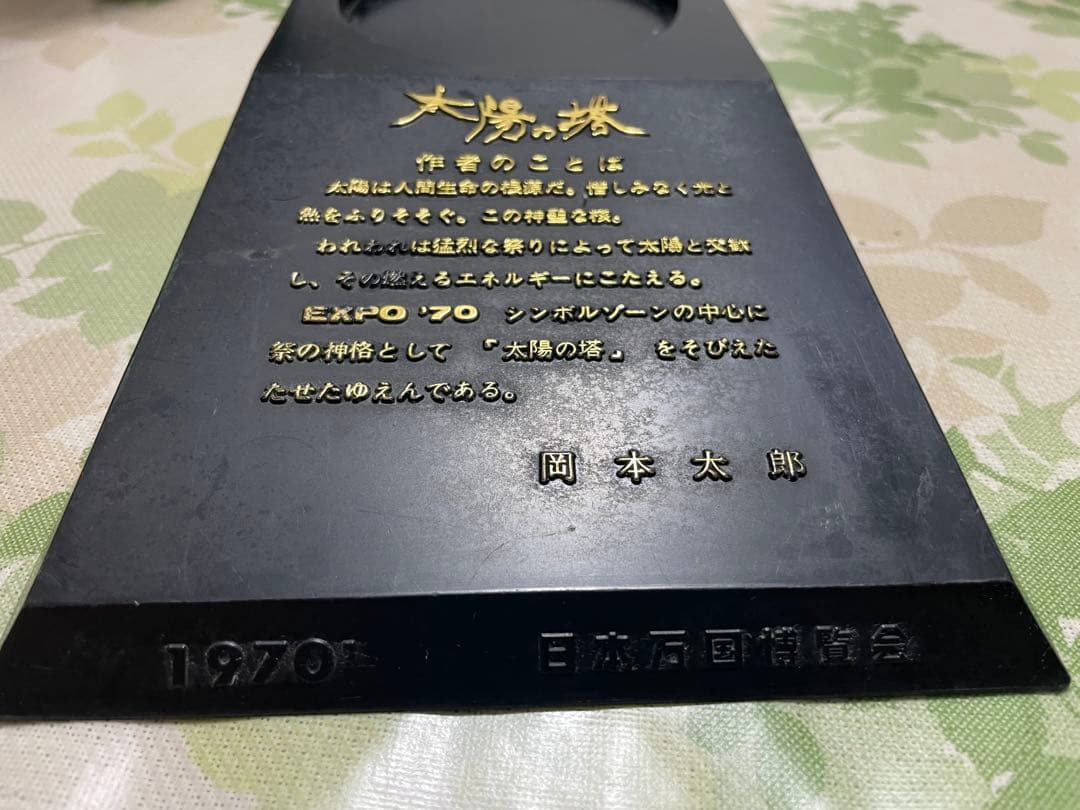 太陽の塔
作者のことば
太陽は人間生命の根源だ。惜しみなく光と
熱をふりそそぐ。この神聖な核。
われわれは猛烈な祭りによって太陽と交歓
し、その燃えるエネルギーにこたえる。
EXPO '70 シンボルゾーンの中心に
祭の神格として「太陽の塔」をそびえた
たせたゆえんである。
岡本太郎
1970 日本万国博覧会